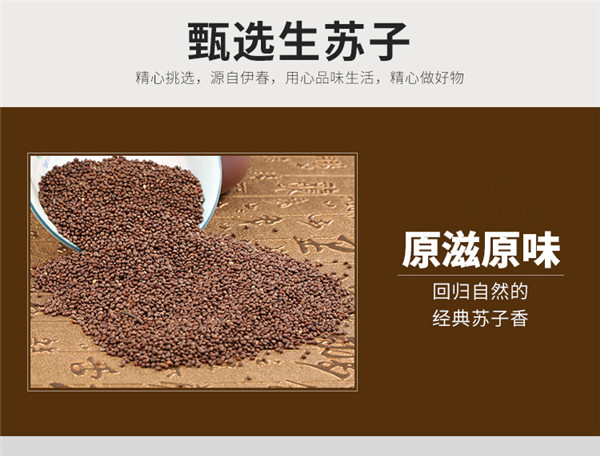 甄选生苏子
精心挑选，源自伊春，用心品味生活，精心做好物
原滋原味
回归自然的
经典苏子香